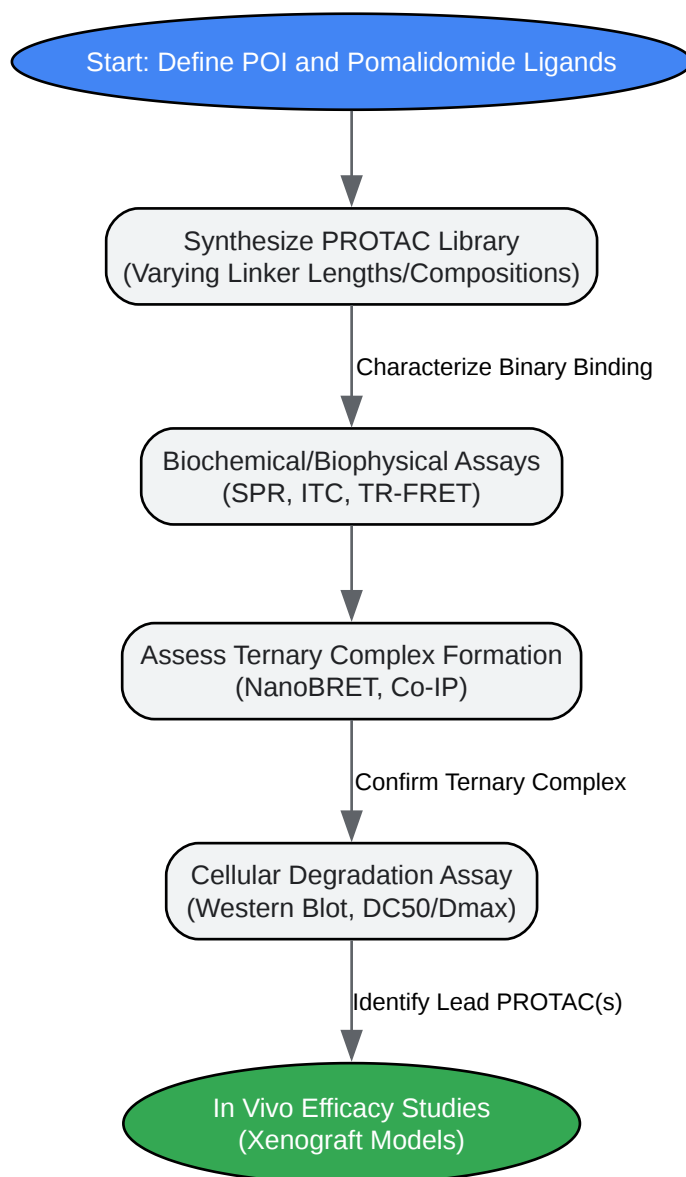 Start: Define POI and Pomalidomide Ligands
Synthesize PROTAC Library
(Varying Linker Lengths/Compositions)
Characterize Binary Binding
Biochemical/Biophysical Assays
(SPR, ITC, TR-FRET)
Assess Ternary Complex Formation
(NanoBRET, Co-IP)
Confirm Ternary Complex
Cellular Degradation Assay
(Western Blot, DC50/Dmax)
Identify Lead PROTAC(s)
In Vivo Efficacy Studies
(Xenograft Models)